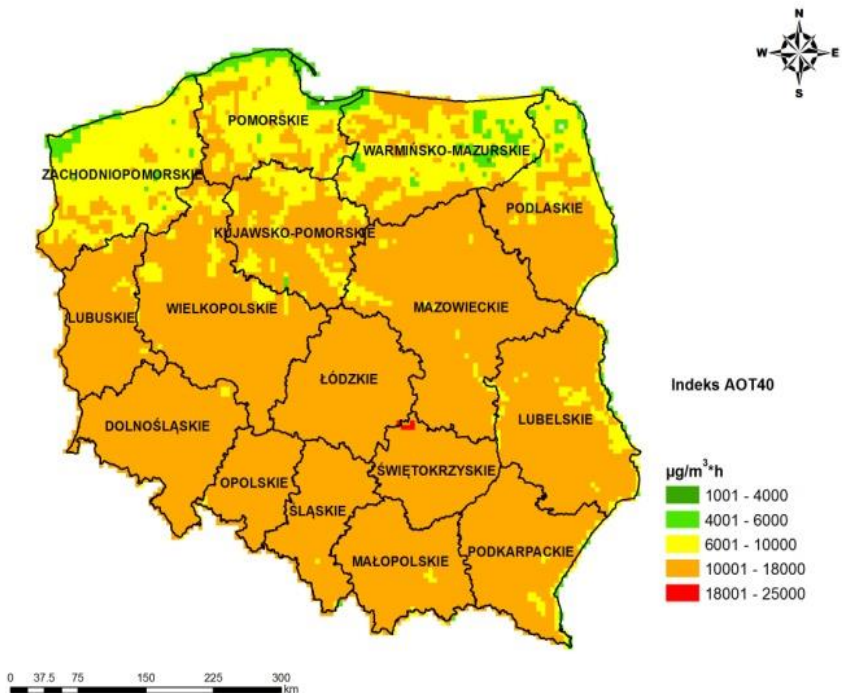 N
W E
S
POMORSKIE
WARMIŃSKO-MAZURSKIE
ZACHODNIOPOMORSKIE
PODLASKIE
KUJAWSKO-POMORSKIE
LUBUSKIE
WIELKOPOLSKIE
MAZOWIECKIE
ŁÓDZKIE
LUBELSKIE
DOLNOŚLĄSKIE
ŚWIĘTOKRZYSKIE
OPOLSKIE
ŚLĄSKIE
MAŁOPOLSKIE
PODKARPACKIE
Indeks AOT40
µg/m³*h
1001 - 4000
4001 - 6000
6001 - 10000
10001 - 18000
18001 - 25000
0 37.5 75 150 225 300
km